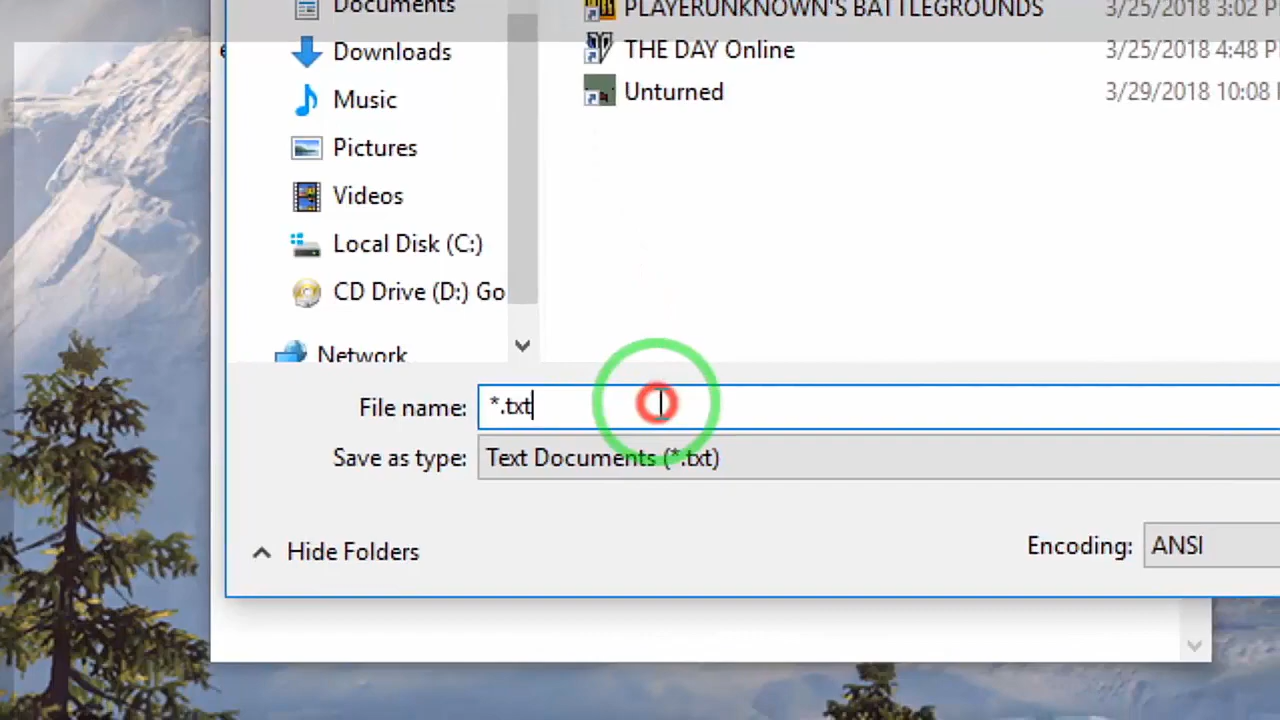 Documents
PLAYERUNKNOWN'S BATTLEGROUNDS 3/25/2018 3:02 P
Downloads
THE DAY Online 3/25/2018 4:48 P
Music
Unturned 3/29/2018 10:08
Pictures
Videos
Local Disk (C:)
CD Drive (D:) Go
Network
File name: *.txt
Save as type: Text Documents (*.txt)
Hide Folders
Encoding: ANSI